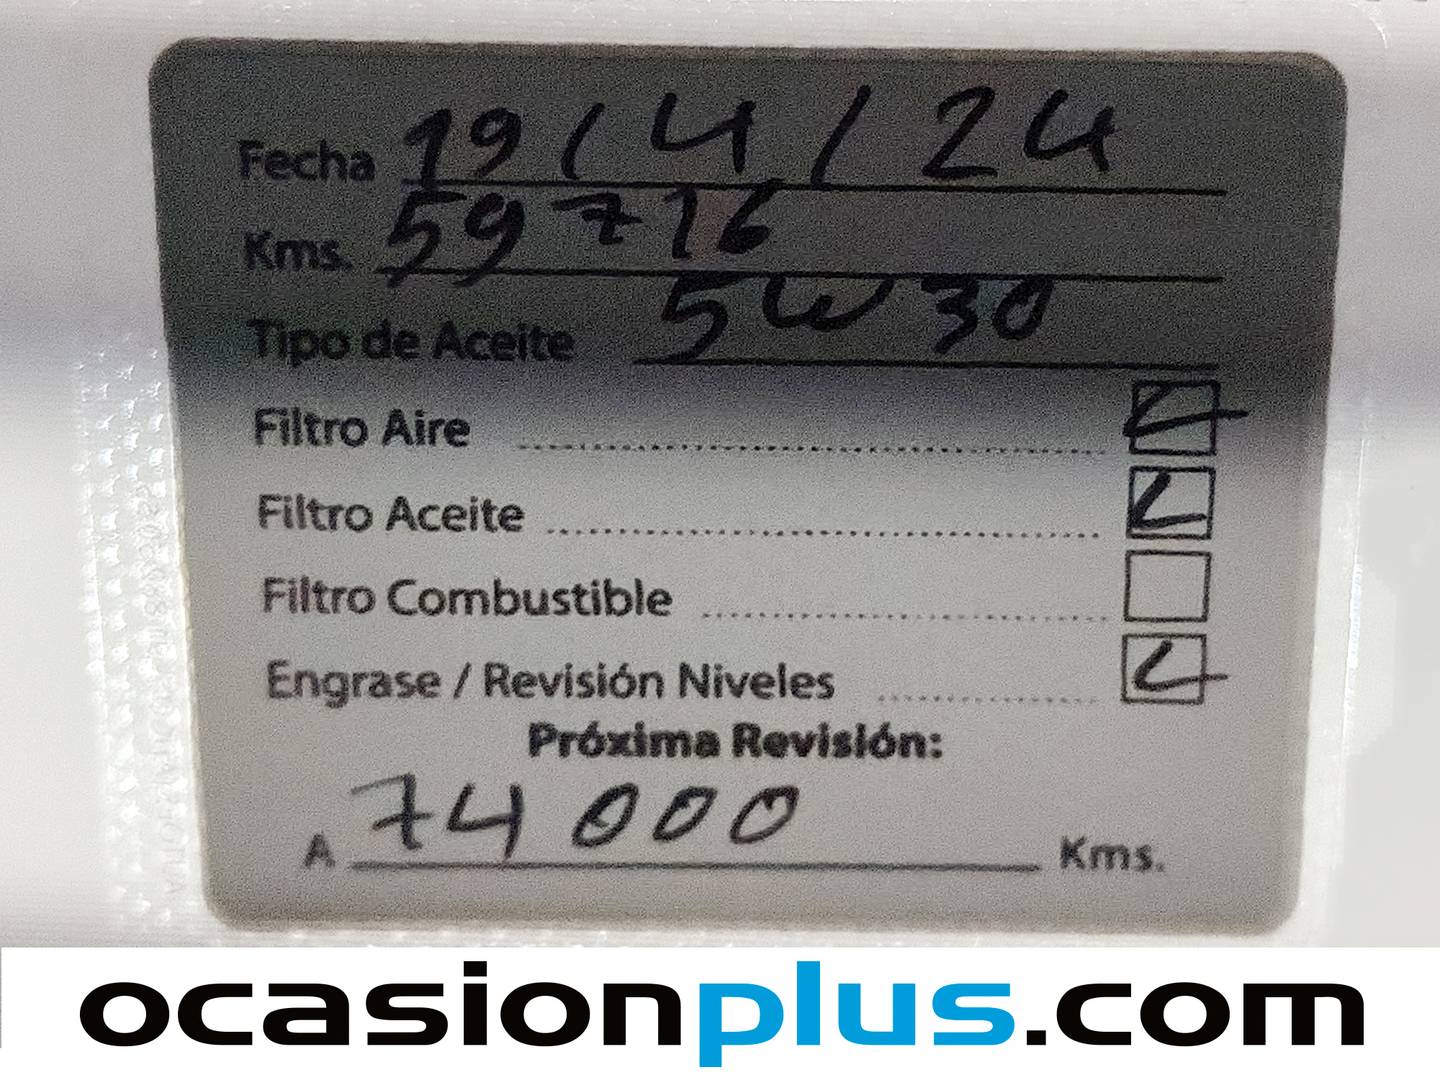 Fecha 19/4/24
Kms. 59716
Tipo de Aceite 5W30
Filtro Aire
Filtro Aceite
Filtro Combustible
Engrase / Revisión Niveles
Próxima Revisión:
A 74000 Kms.
ocasionplus.com